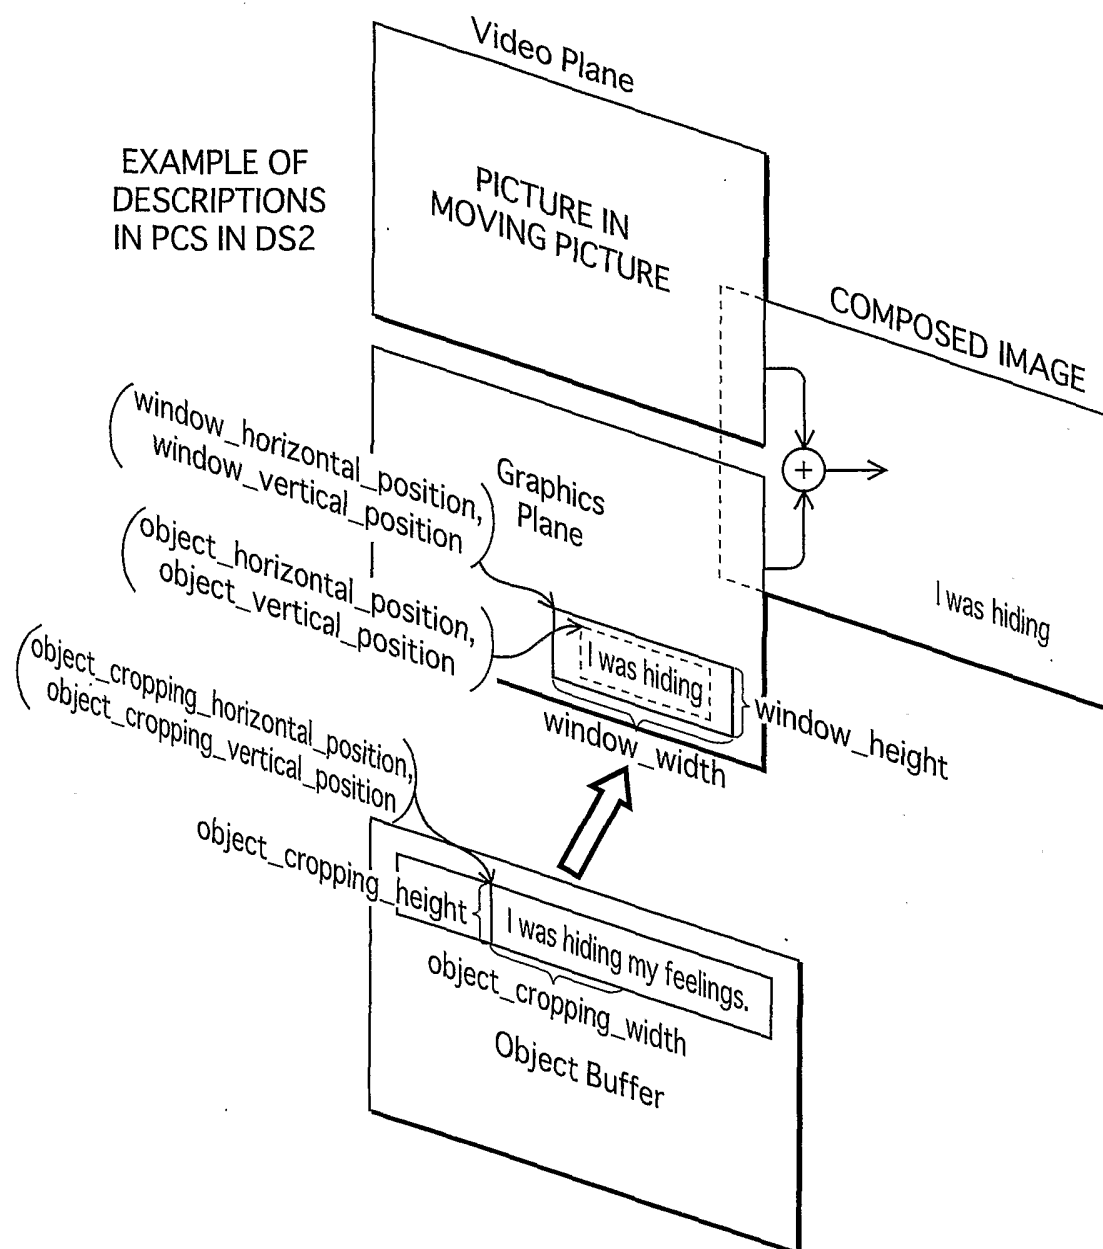 Video Plane
EXAMPLE OF
DESCRIPTIONS
IN PCS IN DS2
PICTURE IN
MOVING PICTURE
COMPOSED IMAGE
(window_horizontal_position,
window_vertical_position)
Graphics
Plane
+
(object_horizontal_position,
object_vertical_position)
I was hiding
I was hiding
window_height
window_width
(object_cropping_horizontal_position,
object_cropping_vertical_position)
object_cropping_height
I was hiding my feelings.
object_cropping_width
Object Buffer